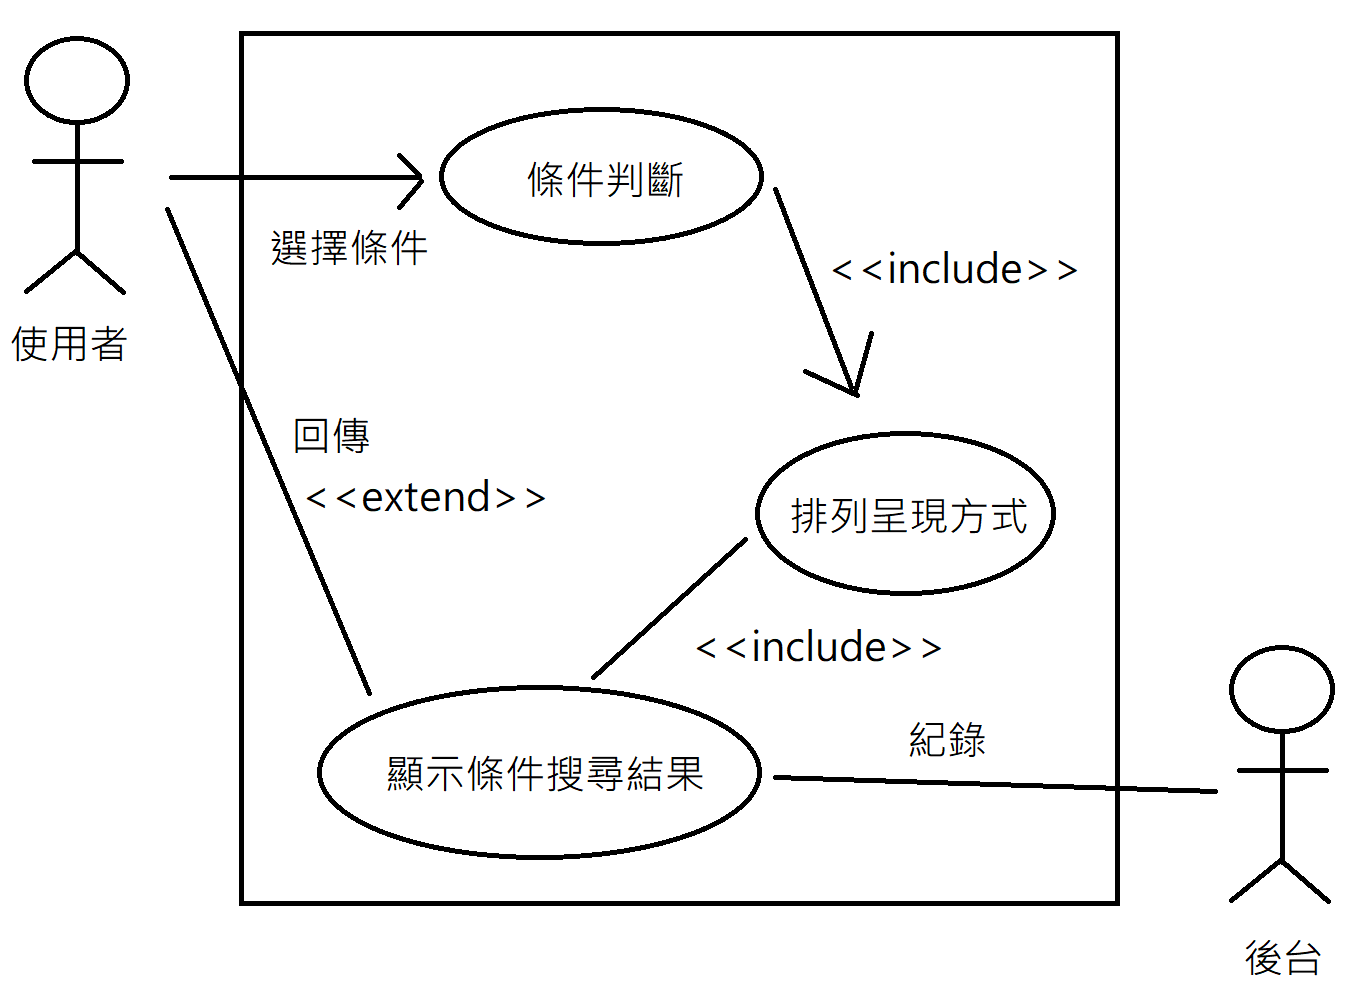 條件判斷
選擇條件
<<include>>
使用者
回傳
<<extend>>
排列呈現方式
<<include>>
紀錄
顯示條件搜尋結果
後台